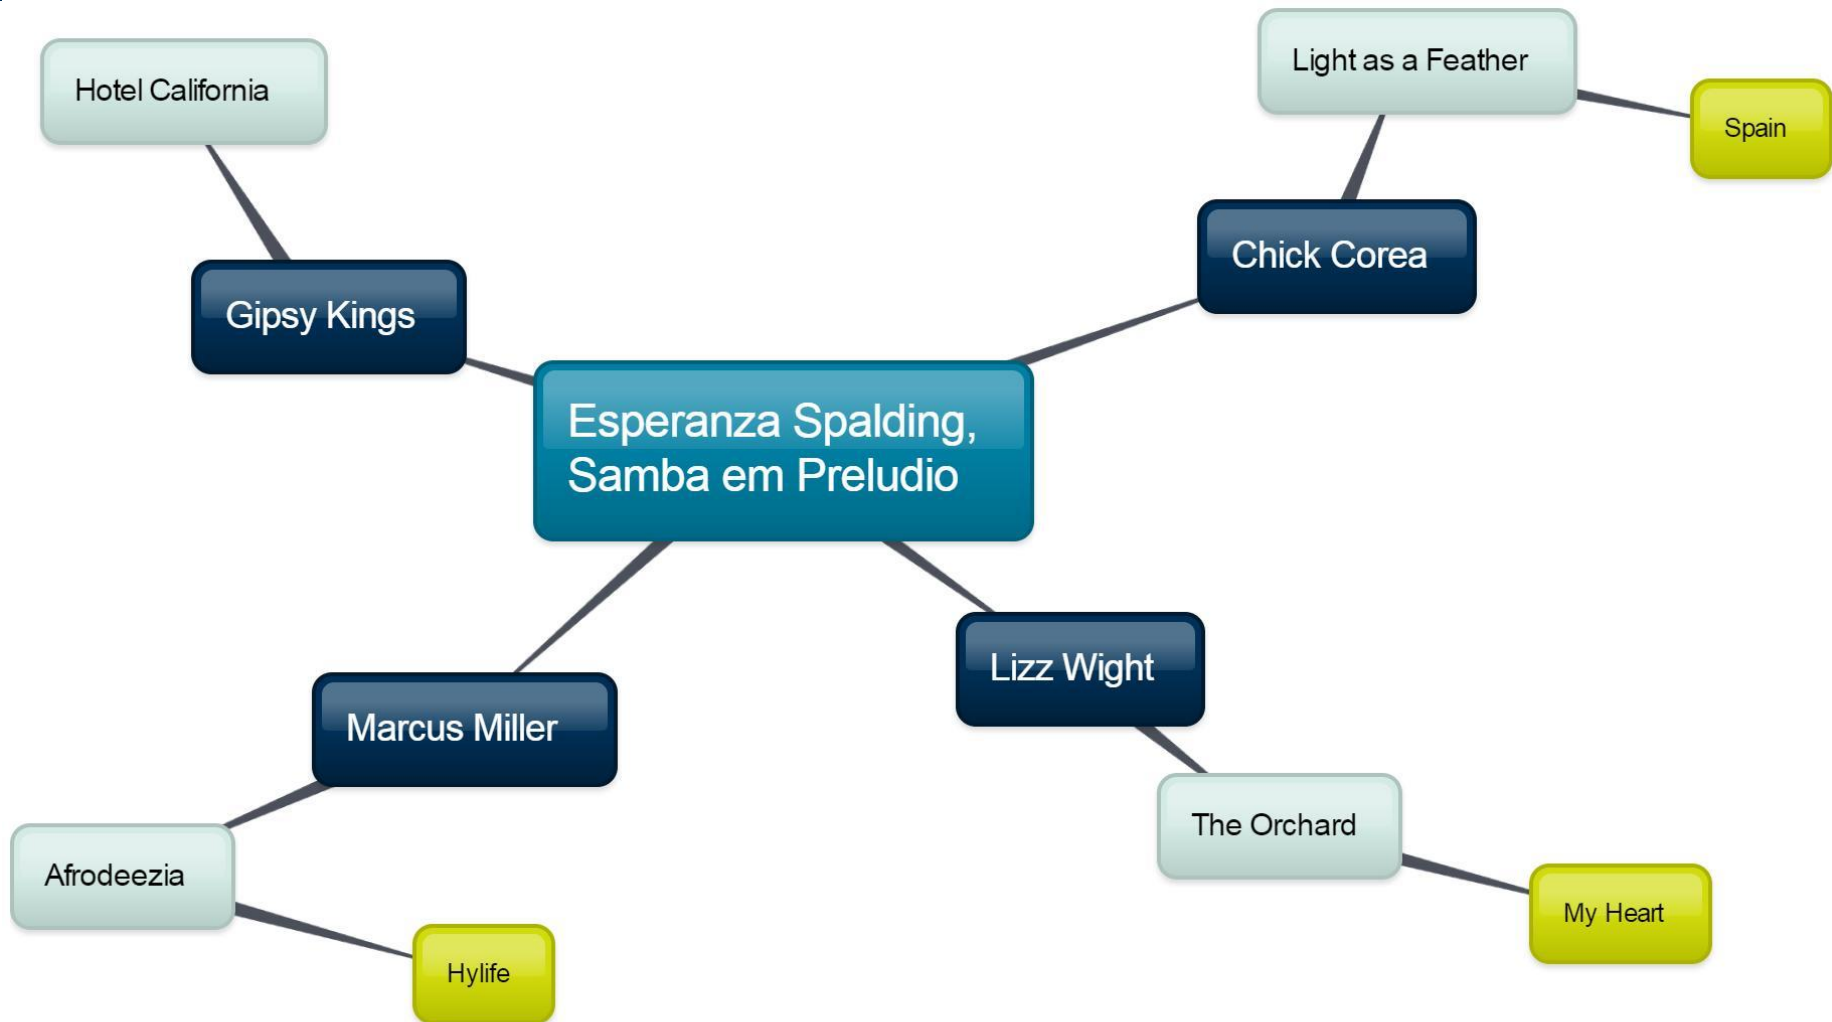 Hotel California
Light as a Feather
Spain
Chick Corea
Gipsy Kings
Esperanza Spalding,
Samba em Preludio
Lizz Wight
Marcus Miller
The Orchard
Afrodeezia
My Heart
Hylife